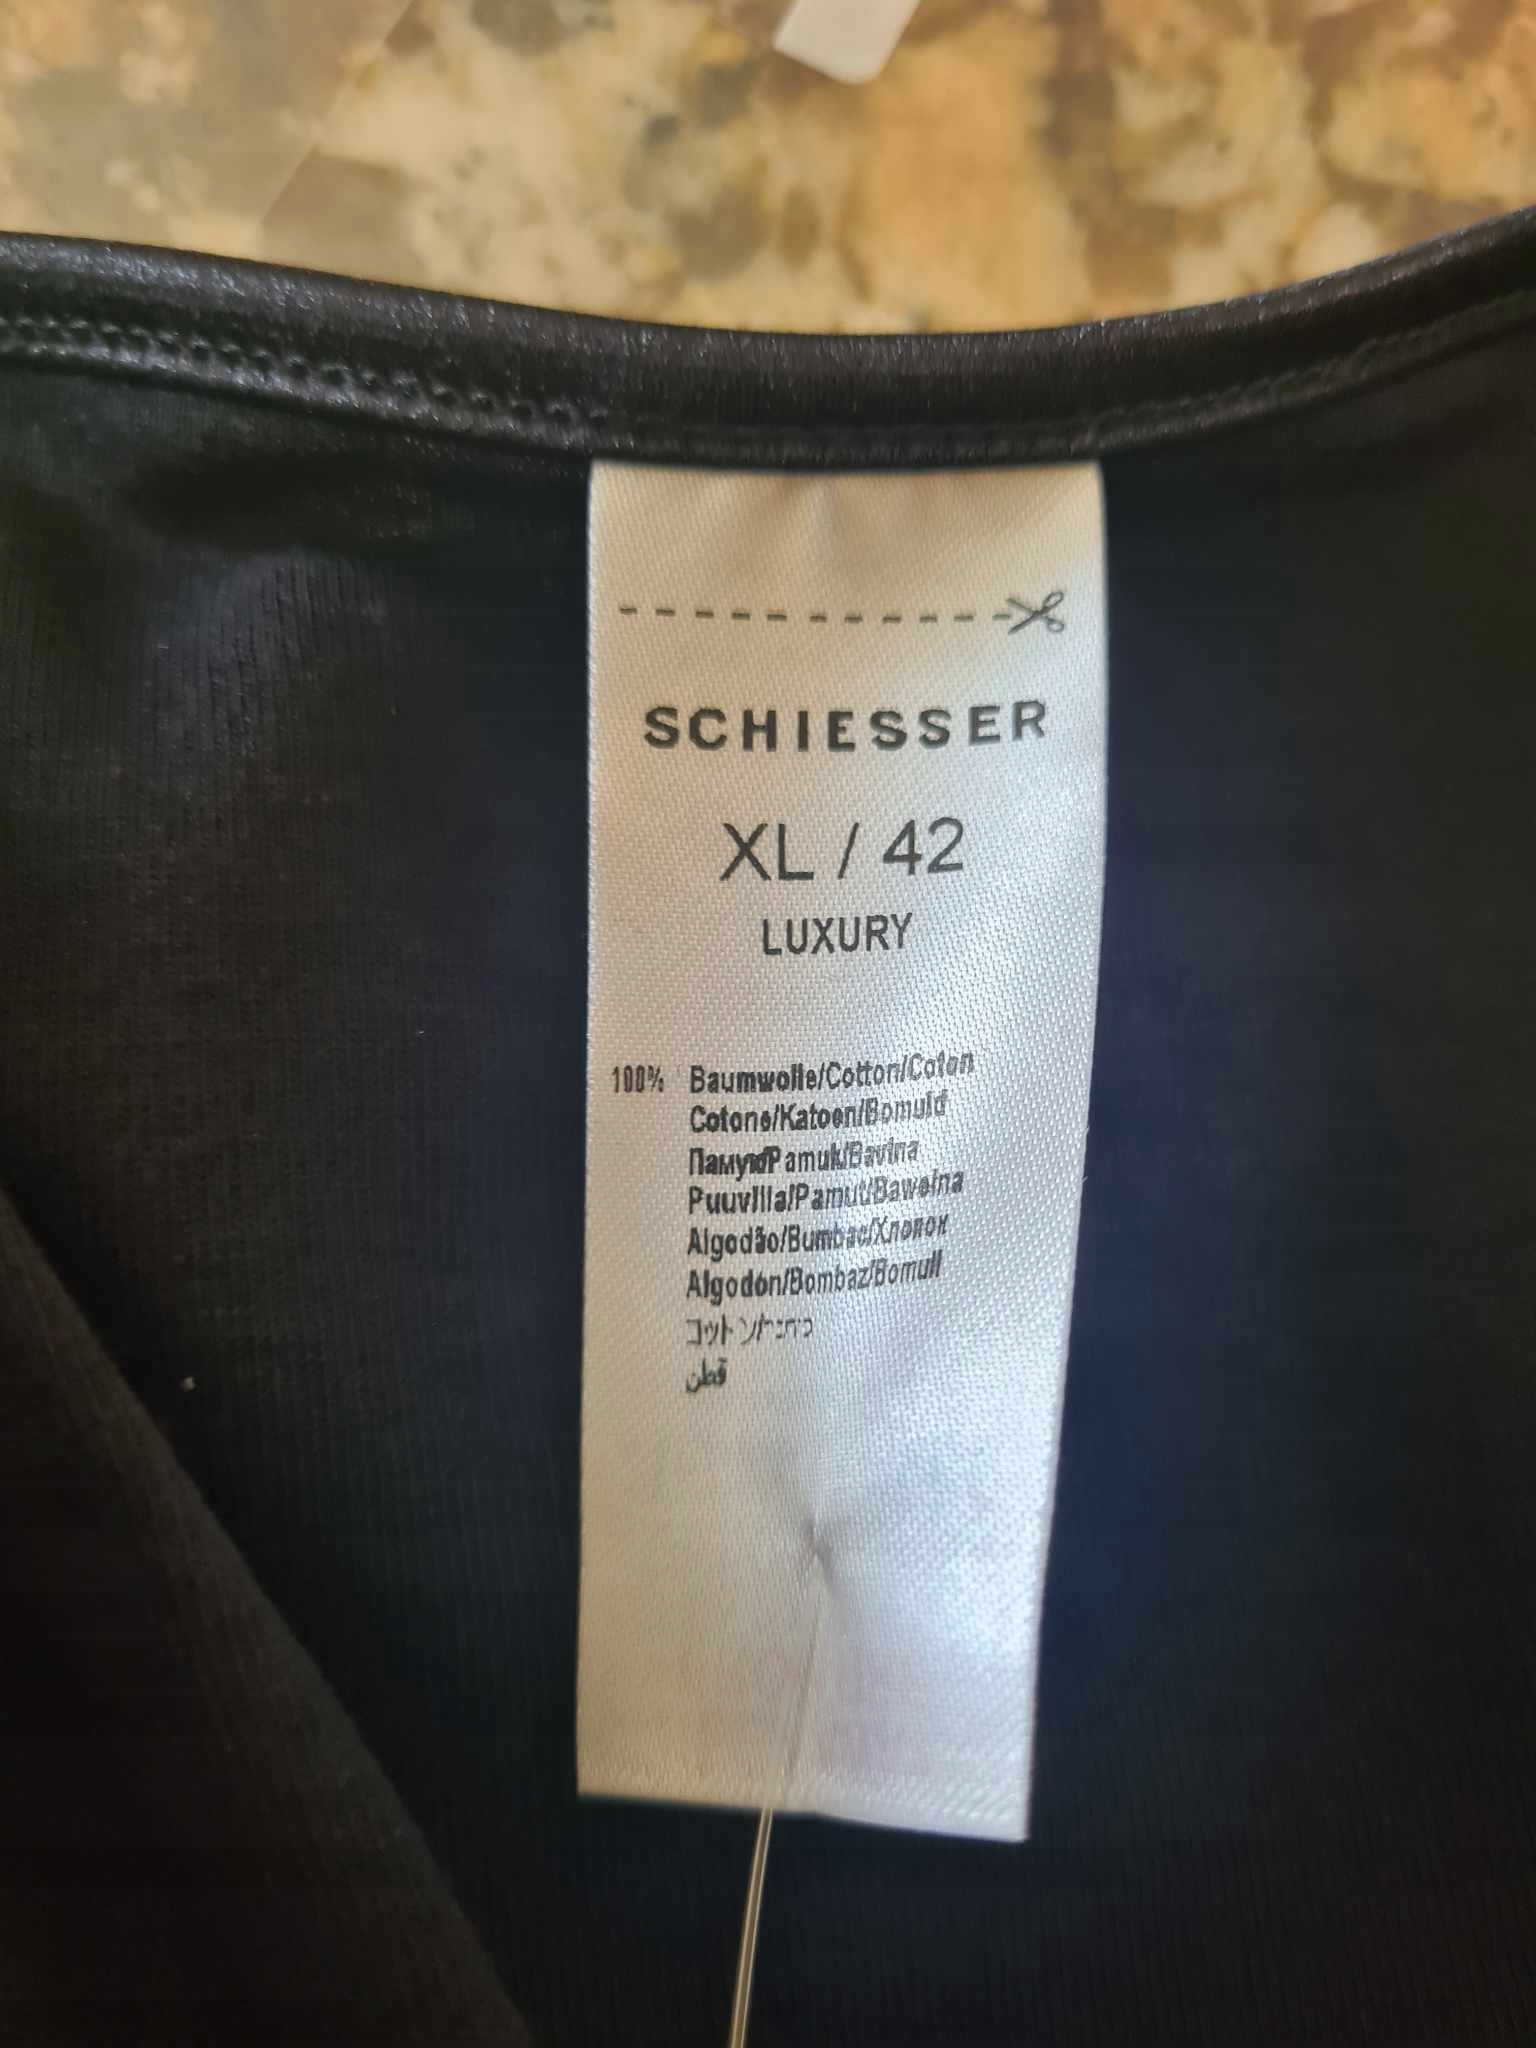 SCHIESSER
XL / 42
LUXURY
100% Baumwolle/Cotton/Coton
Cotone/Katoen/Bomuld
Памук/Pamuk/Bavlna
Puuvilla/Pamut/Bawełna
Algodão/Bumbac/Хлопок
Algodón/Bombaž/Bomull
コットン/
قطن